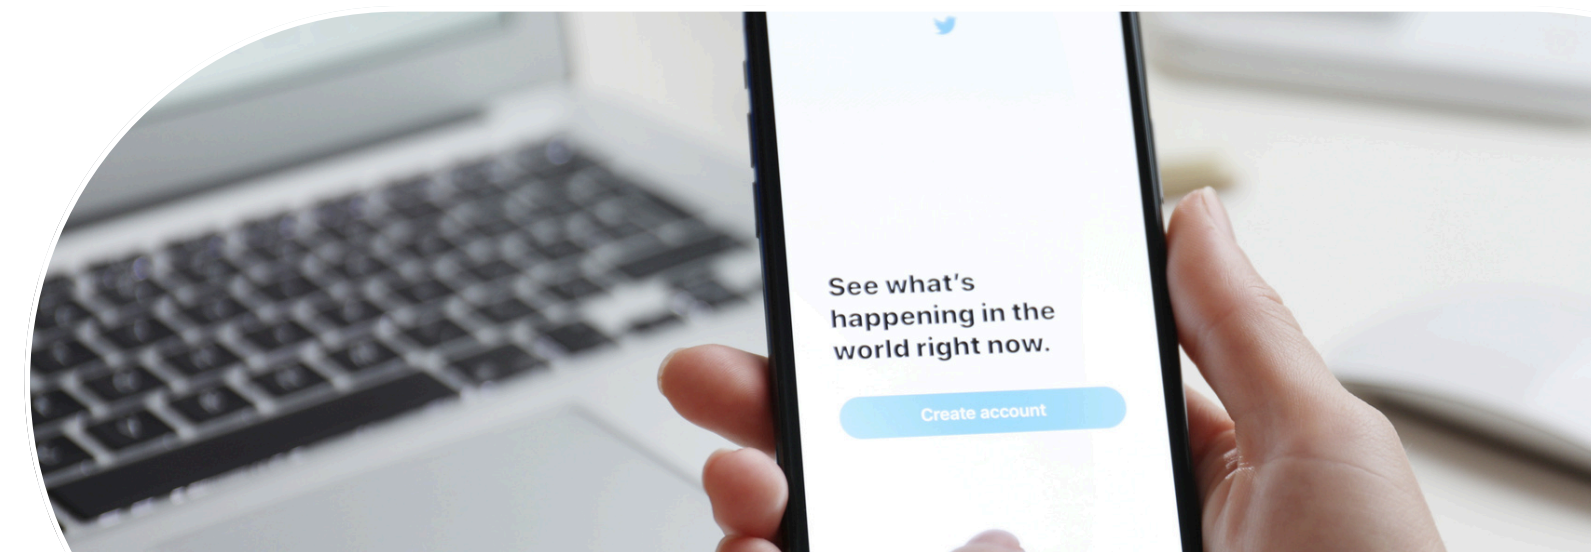 See what's
happening in the
world right now.
Create account